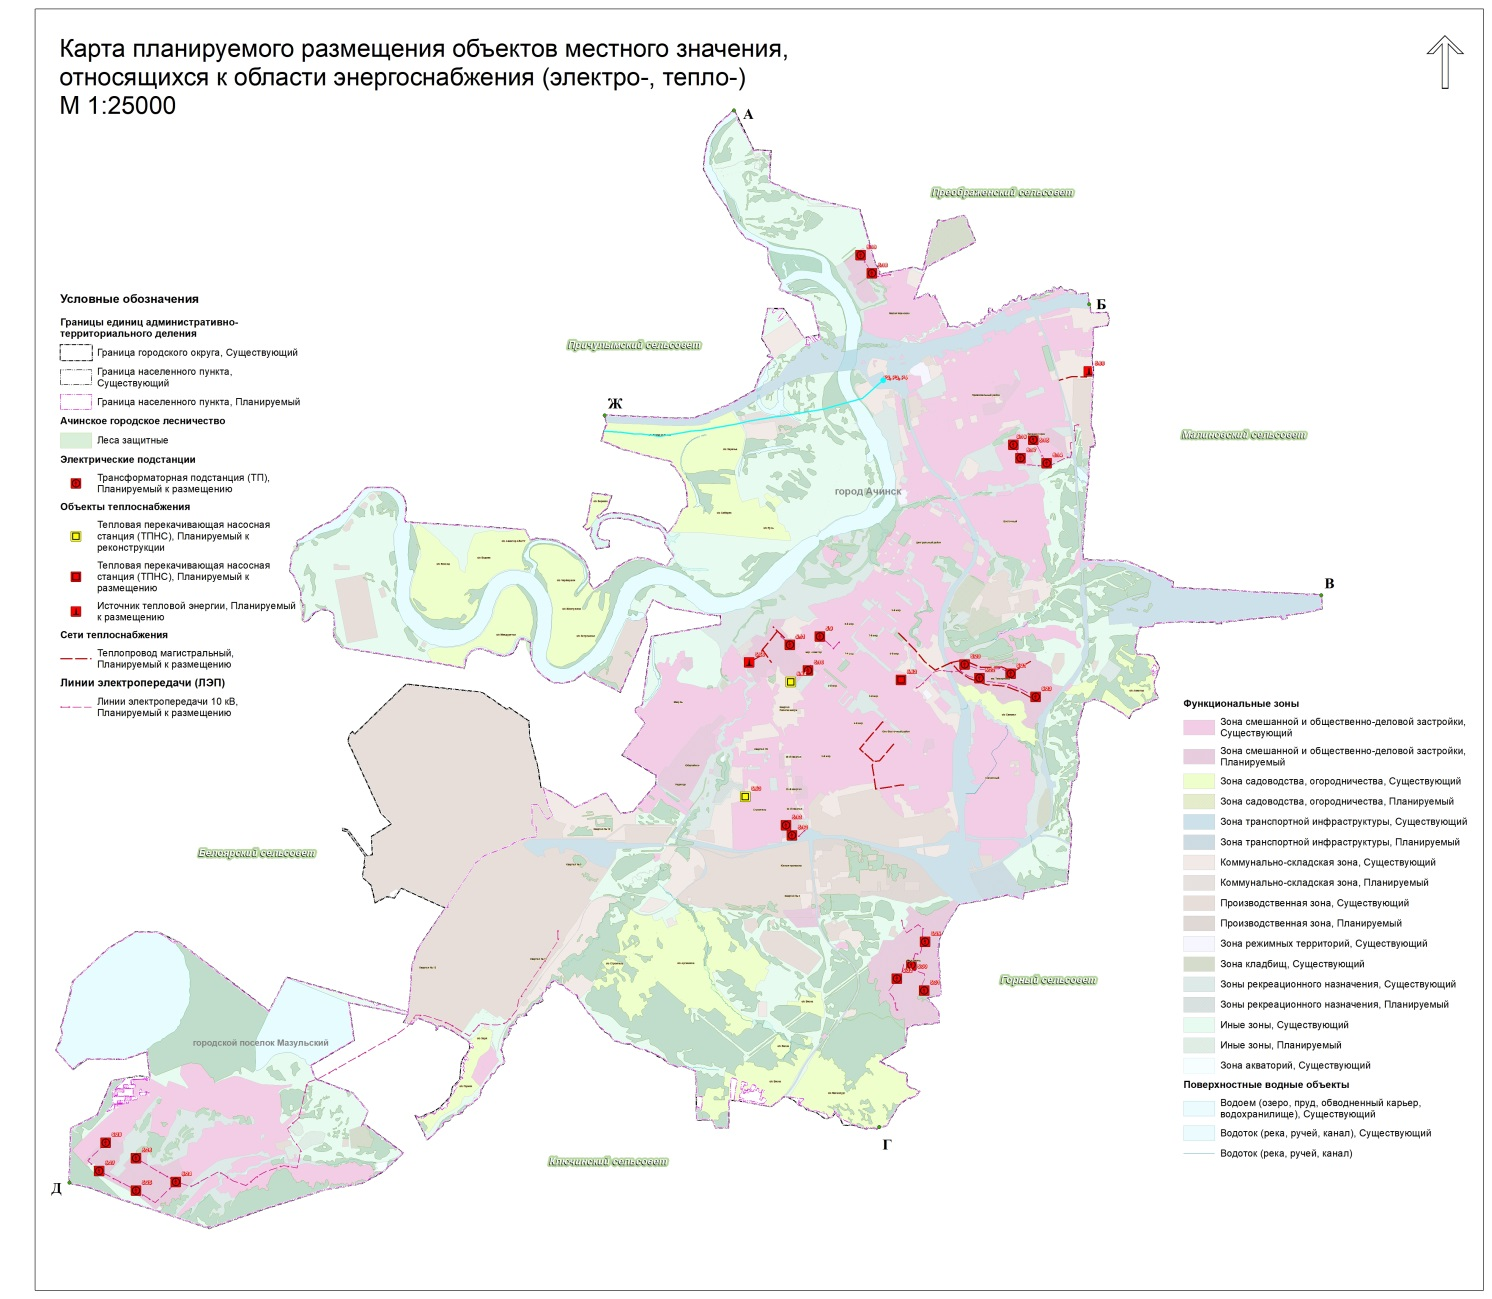 Карта планируемого размещения объектов местного значения,
относящихся к области энергоснабжения (электро-, тепло-)
М 1:25000
А
Преображенский сельсовет
Б
Причулымский сельсовет
Ж
Малиновский сельсовет
город Ачинск
В
Белоярский сельсовет
Горный сельсовет
городской поселок Мазульский
Г
Ключинский сельсовет
Д
Условные обозначения
Границы единиц административно-
территориального деления
Граница городского округа, Существующий
Граница населенного пункта,
Существующий
Граница населенного пункта, Планируемый
Ачинское городское лесничество
Леса защитные
Электрические подстанции
Трансформаторная подстанция (ТП),
Планируемый к размещению
Объекты теплоснабжения
Тепловая перекачивающая насосная
станция (ТПНС), Планируемый к
реконструкции
Тепловая перекачивающая насосная
станция (ТПНС), Планируемый к
размещению
Источник тепловой энергии, Планируемый
к размещению
Сети теплоснабжения
Теплопровод магистральный,
Планируемый к размещению
Линии электропередачи (ЛЭП)
Линии электропередачи 10 кВ,
Планируемый к размещению
Функциональные зоны
Зона смешанной и общественно-деловой застройки,
Существующий
Зона смешанной и общественно-деловой застройки,
Планируемый
Зона садоводства, огородничества, Существующий
Зона садоводства, огородничества, Планируемый
Зона транспортной инфраструктуры, Существующий
Зона транспортной инфраструктуры, Планируемый
Коммунально-складская зона, Существующий
Коммунально-складская зона, Планируемый
Производственная зона, Существующий
Производственная зона, Планируемый
Зона режимных территорий, Существующий
Зона кладбищ, Существующий
Зоны рекреационного назначения, Существующий
Зоны рекреационного назначения, Планируемый
Иные зоны, Существующий
Иные зоны, Планируемый
Зона акваторий, Существующий
Поверхностные водные объекты
Водоем (озеро, пруд, обводненный карьер,
водохранилище), Существующий
Водоток (река, ручей, канал), Существующий
Водоток (река, ручей, канал)